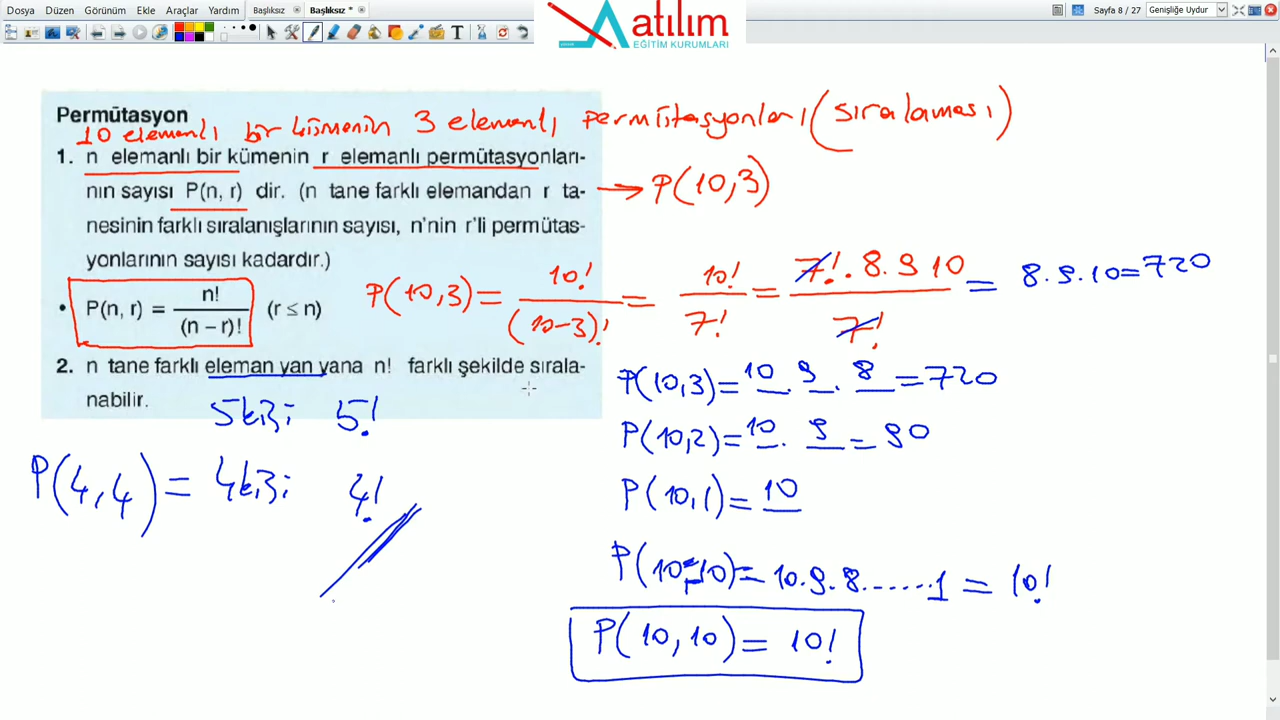 Dosya Düzen Görünüm Ekle Araçlar Yardım Başlıksız Başlıksız * Sayfa 8 / 27 Genişliğe Uydur
atılım
EĞİTİM KURUMLARI
Permütasyon
10 elemanlı bir kümenin 3 elemanlı permütasyonları (sıralaması)
1. n elemanlı bir kümenin r elemanlı permütasyonları-
nın sayısı P(n, r) dir. (n tane farklı elemandan r ta-
→ P(10,3)
nesinin farklı sıralanışlarının sayısı, n'nin r'li permütas-
yonlarının sayısı kadardır.)
• P(n, r) = n! / (n – r)! (r ≤ n)
P(10,3) = 10! / (10-3)! = 10! / 7! = 7!.8.9 10 / 7! = 8.9.10=720
2. n tane farklı eleman yan yana n! farklı şekilde sırala-
nabilir.
5 kişi 5!
P(4,4) = 4 kişi 4!
P(10,3) = 10 . 9 . 8 = 720
P(10,2) = 10 . 9 = 90
P(10,1) = 10
P(10,10) = 10.9.8.......1 = 10!
P(10,10) = 10!